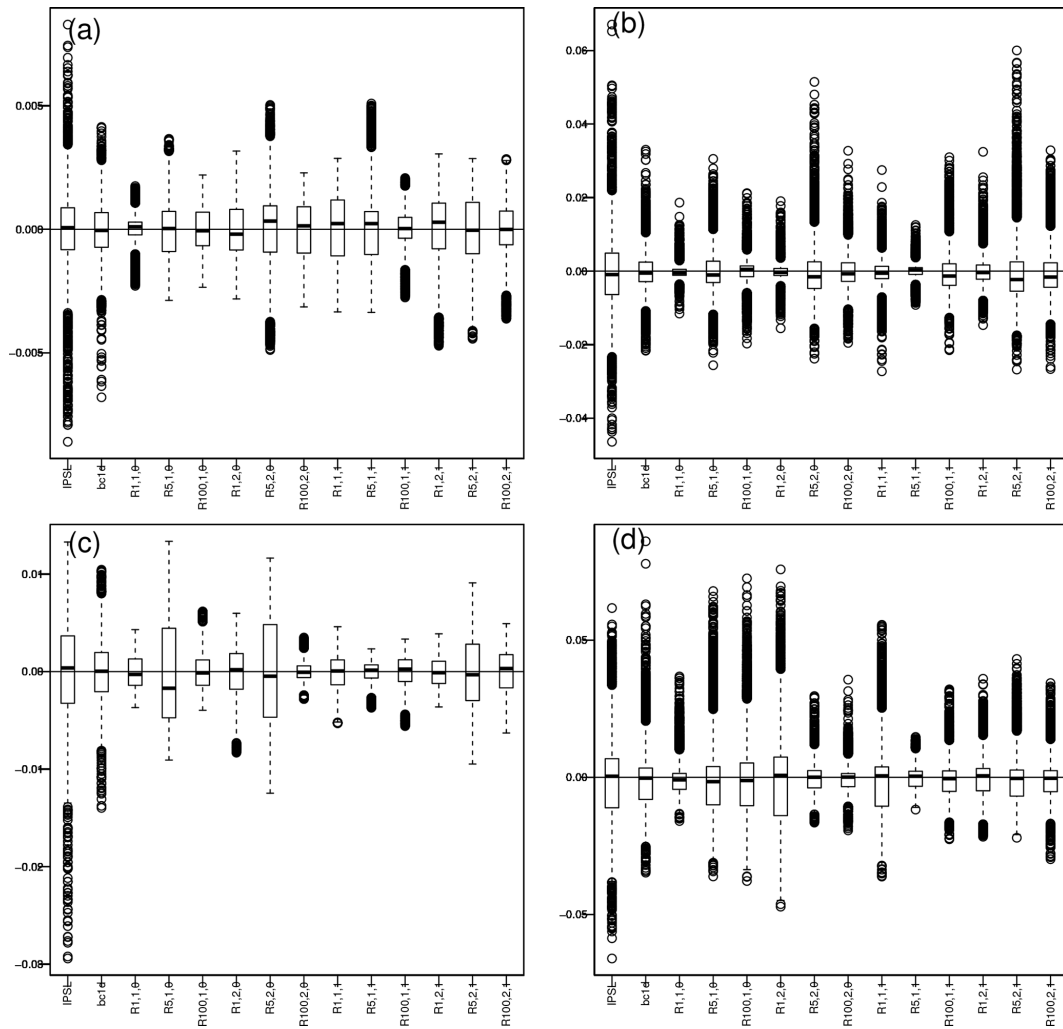 (a)
0.005
0.000
−0.005
IPSL
bc1d
R1,1,0
R5,1,0
R100,1,0
R1,2,0
R5,2,0
R100,2,0
R1,1,1
R5,1,1
R100,1,1
R1,2,1
R5,2,1
R100,2,1
(b)
0.06
0.04
0.02
0.00
−0.02
−0.04
IPSL
bc1d
R1,1,0
R5,1,0
R100,1,0
R1,2,0
R5,2,0
R100,2,0
R1,1,1
R5,1,1
R100,1,1
R1,2,1
R5,2,1
R100,2,1
(c)
0.01
0.00
−0.01
−0.02
−0.03
IPSL
bc1d
R1,1,0
R5,1,0
R100,1,0
R1,2,0
R5,2,0
R100,2,0
R1,1,1
R5,1,1
R100,1,1
R1,2,1
R5,2,1
R100,2,1
(d)
0.05
0.00
−0.05
IPSL
bc1d
R1,1,0
R5,1,0
R100,1,0
R1,2,0
R5,2,0
R105,2,0
R1,1,1
R5,1,1
R100,1,1
R1,2,1
R5,2,1
R100,2,1